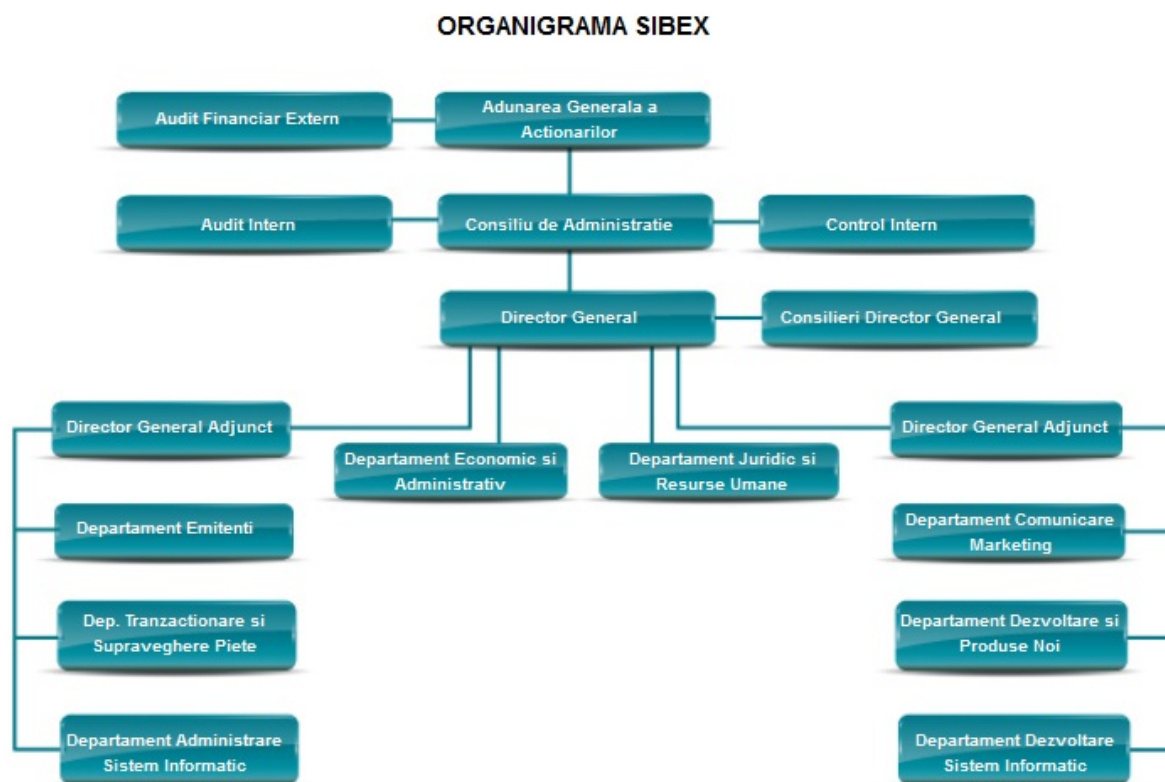 ORGANIGRAMA SIBEX
Audit Financiar Extern
Adunarea Generala a
Actionarilor
Audit Intern
Consiliu de Administratie
Control Intern
Director General
Consilieri Director General
Director General Adjunct
Departament Economic si
Administrativ
Departament Juridic si
Resurse Umane
Director General Adjunct
Departament Emitenti
Departament Comunicare
Marketing
Dep. Tranzactionare si
Supraveghere Piete
Departament Dezvoltare si
Produse Noi
Departament Administrare
Sistem Informatic
Departament Dezvoltare
Sistem Informatic